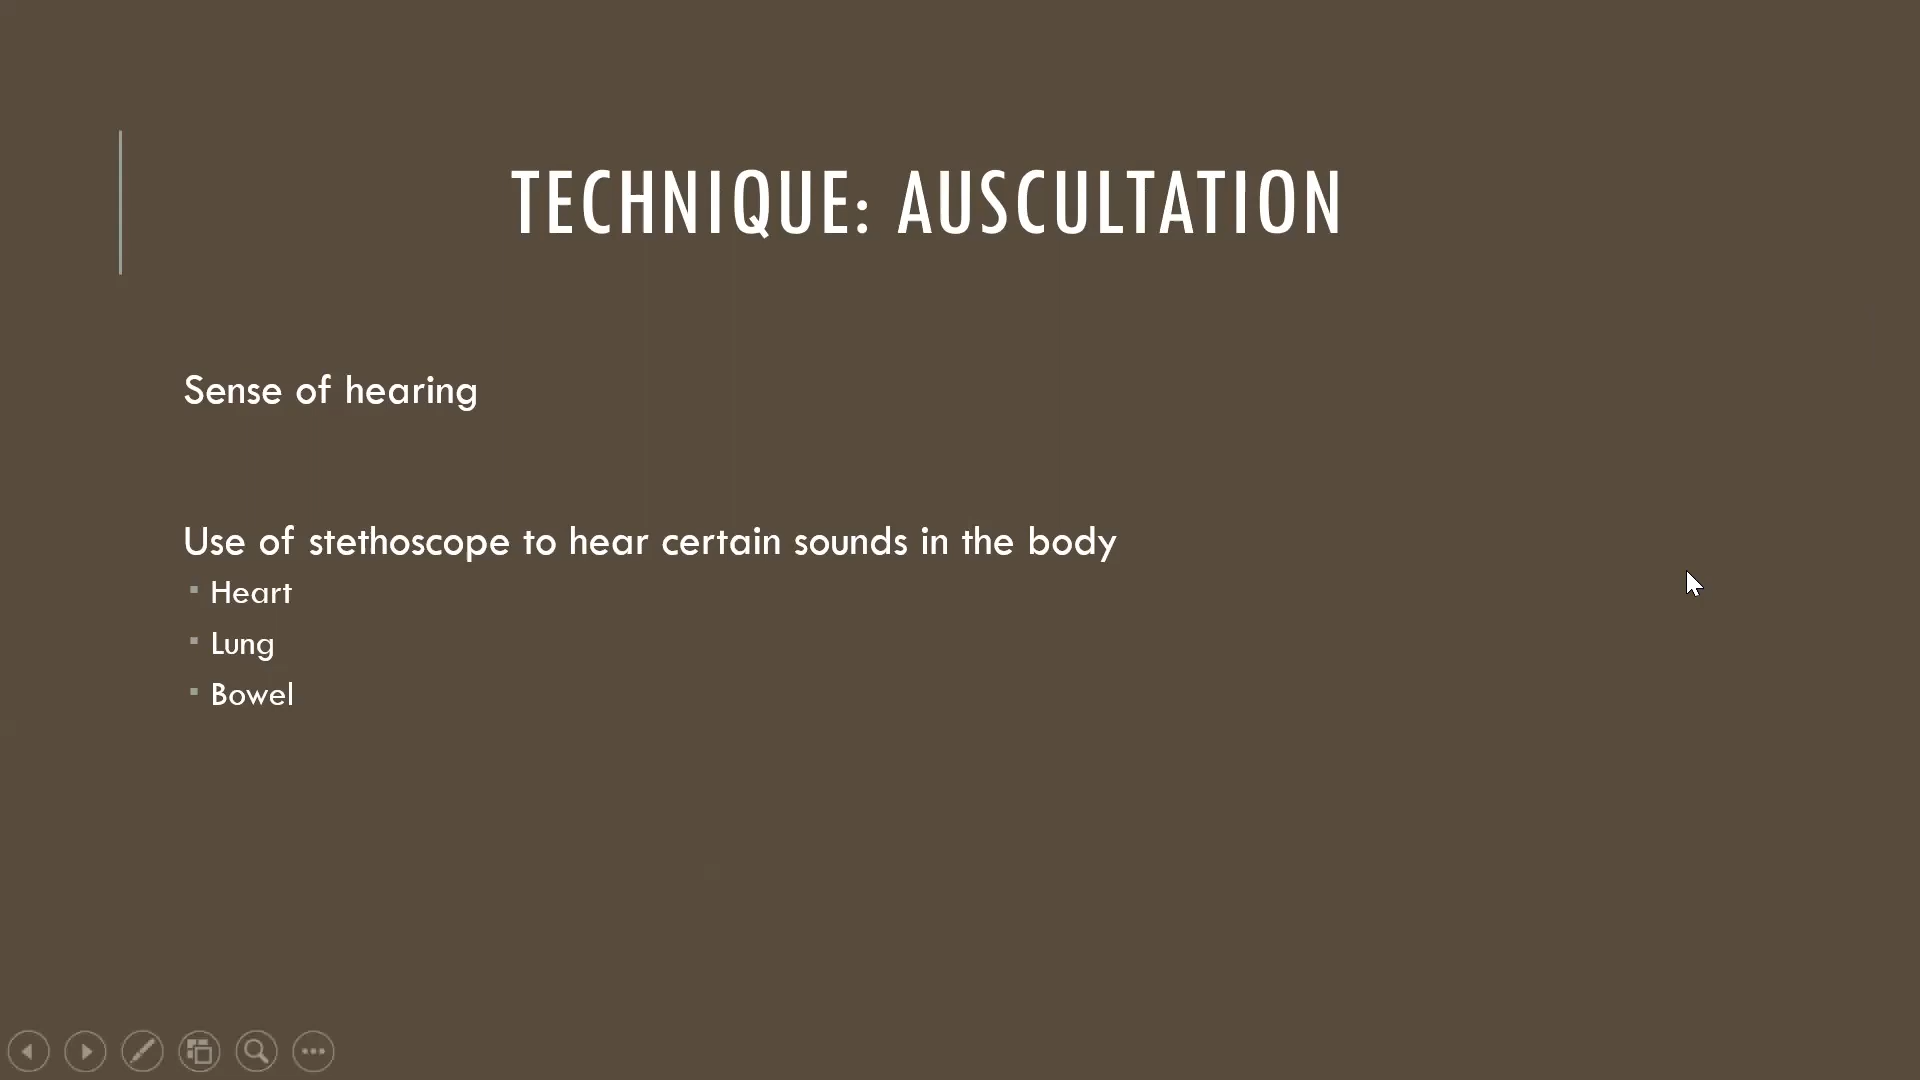 TECHNIQUE: AUSCULTATION
Sense of hearing
Use of stethoscope to hear certain sounds in the body
Heart
Lung
Bowel